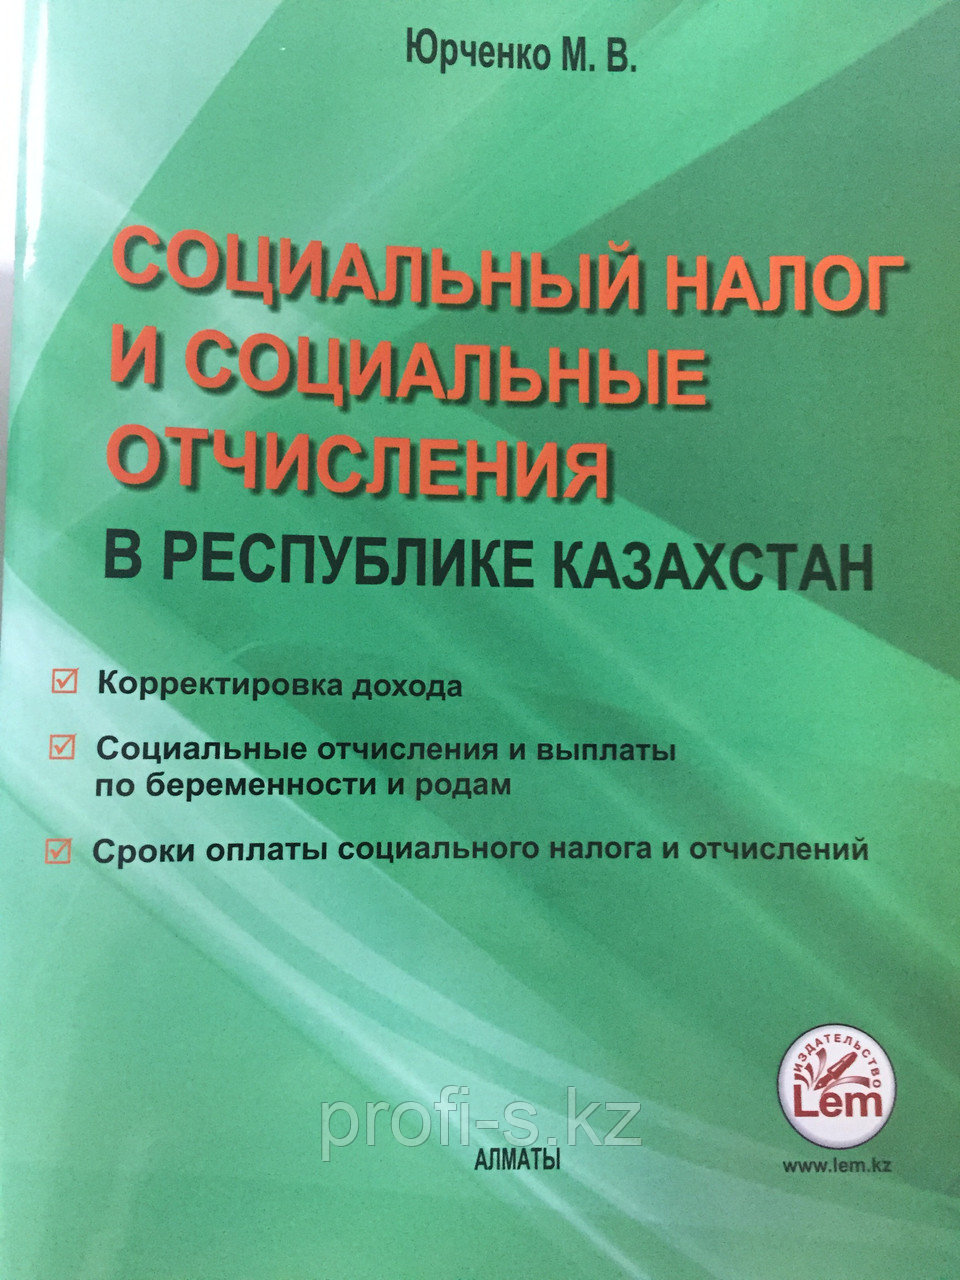 Юрченко М. В.
СОЦИАЛЬНЫЙ НАЛОГ
И СОЦИАЛЬНЫЕ
ОТЧИСЛЕНИЯ
В РЕСПУБЛИКЕ КАЗАХСТАН
Корректировка дохода
Социальные отчисления и выплаты
по беременности и родам
Сроки оплаты социального налога и отчислений
ИЗДАТЕЛЬСТВО
Lem
www.lem.kz
profi-s.kz
АЛМАТЫ